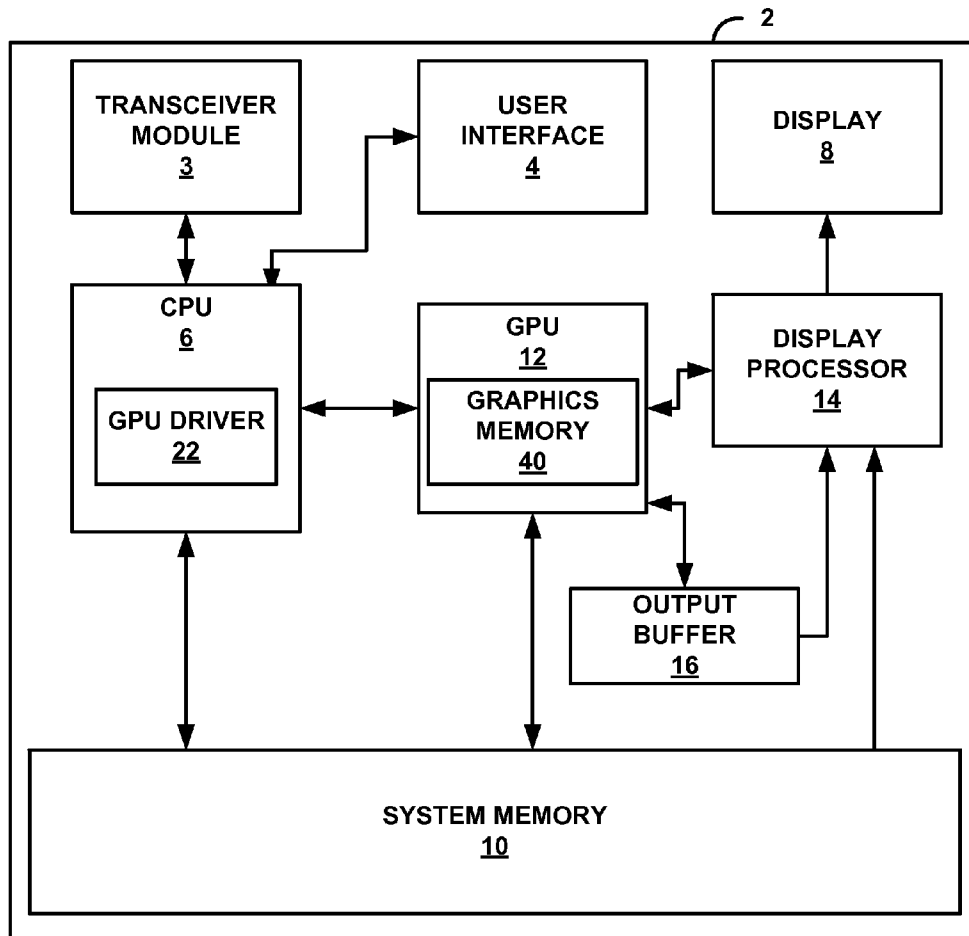 2
TRANSCEIVER
MODULE
3
USER
INTERFACE
4
DISPLAY
8
CPU
6
GPU DRIVER
22
GPU
12
GRAPHICS
MEMORY
40
DISPLAY
PROCESSOR
14
OUTPUT
BUFFER
16
SYSTEM MEMORY
10